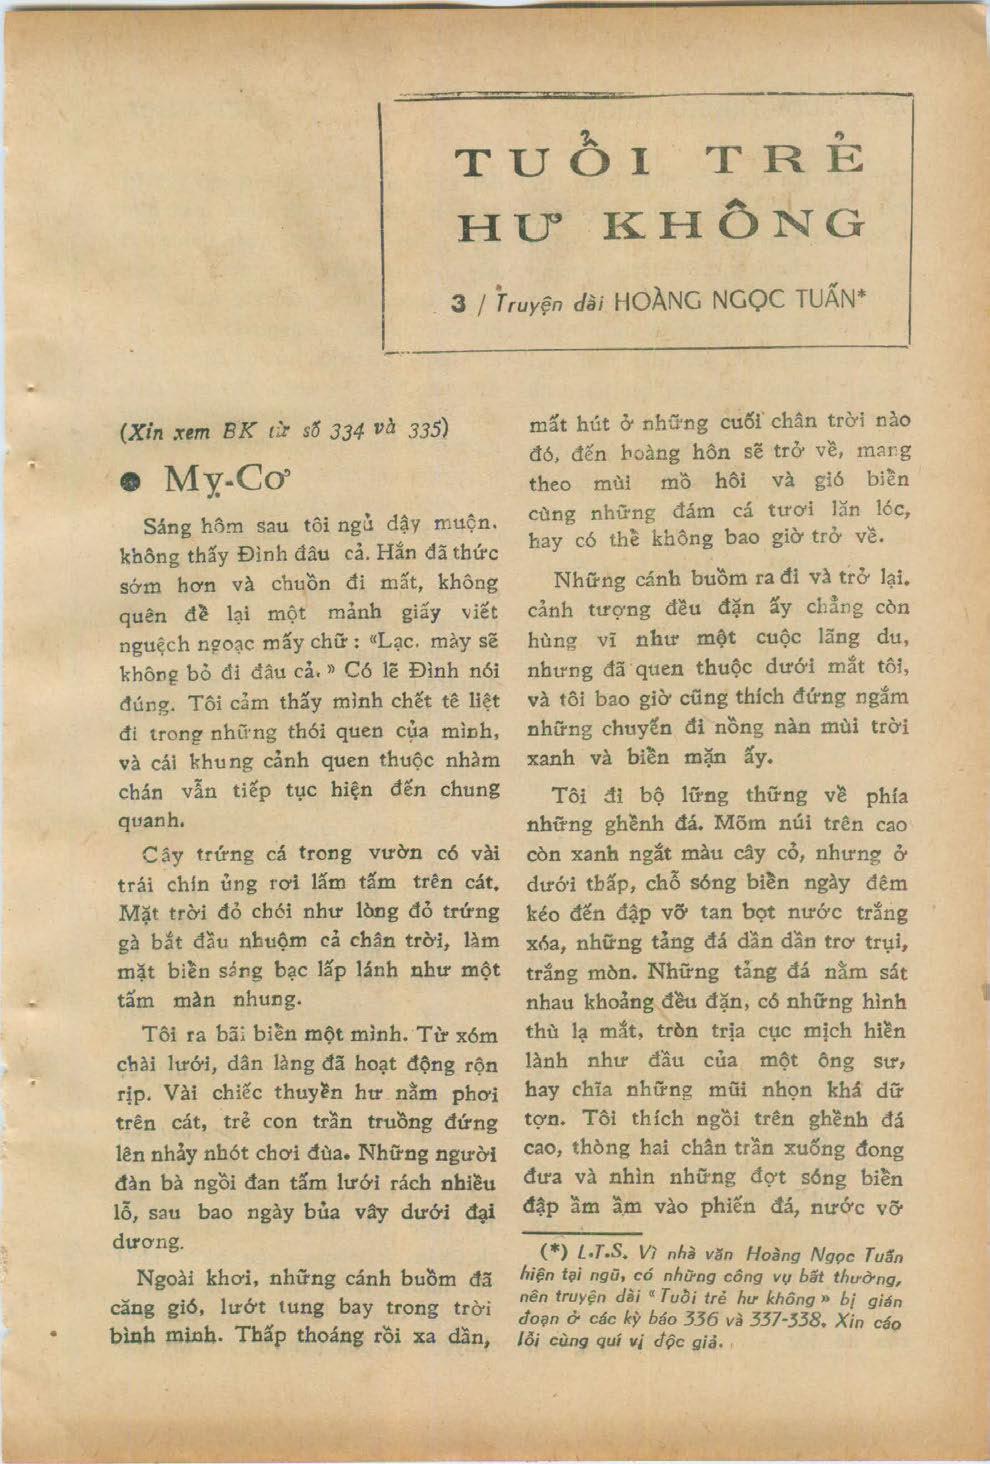 TUỔI TRẺ
HƯ KHÔNG
3 / Truyện dài HOÀNG NGỌC TUẤN*
(Xin xem BK từ số 334 và 335)
● Mỵ-Cơ
Sáng hôm sau tôi ngủ dậy muộn.
không thấy Đình đâu cả. Hắn đã thức
sớm hơn và chuồn đi mất, không
quên để lại một mảnh giấy viết
nguệch ngoạc mấy chữ : «Lạc. mày sẽ
không bỏ đi đâu cả.» Có lẽ Đình nói
đúng. Tôi cảm thấy mình chết tê liệt
đi trong những thói quen của mình,
và cái khung cảnh quen thuộc nhàm
chán vẫn tiếp tục hiện đến chung
quanh.
Cây trứng cá trong vườn có vài
trái chín ủng rơi lấm tấm trên cát.
Mặt trời đỏ chói như lòng đỏ trứng
gà bắt đầu nhuộm cả chân trời, làm
mặt biển sáng bạc lấp lánh như một
tấm màn nhung.
Tôi ra bãi biển một mình. Từ xóm
chài lưới, dân làng đã hoạt động rộn
rịp. Vài chiếc thuyền hư nằm phơi
trên cát, trẻ con trần truồng đứng
lên nhảy nhót chơi đùa. Những người
đàn bà ngồi đan tấm lưới rách nhiều
lỗ, sau bao ngày bủa vây dưới đại
dương.
Ngoài khơi, những cánh buồm đã
căng gió, lướt tung bay trong trời
bình minh. Thấp thoáng rồi xa dần,
mất hút ở những cuối chân trời nào
đó, đến hoàng hôn sẽ trở về, mang
theo mùi mồ hôi và gió biển
cùng những đám cá tươi lăn lóc,
hay có thể không bao giờ trở về.
Những cánh buồm ra đi và trở lại.
cảnh tượng đều đặn ấy chẳng còn
hùng vĩ như một cuộc lãng du,
nhưng đã quen thuộc dưới mắt tôi,
và tôi bao giờ cũng thích đứng ngắm
những chuyến đi nồng nàn mùi trời
xanh và biển mặn ấy.
Tôi đi bộ lững thững về phía
những ghềnh đá. Mõm núi trên cao
còn xanh ngắt màu cây cỏ, nhưng ở
dưới thấp, chỗ sóng biển ngày đêm
kéo đến đập vỡ tan bọt nước trắng
xóa, những tảng đá dần dần trơ trụi,
trắng mòn. Những tảng đá nằm sát
nhau khoảng đều đặn, có những hình
thù lạ mắt, tròn trịa cục mịch hiền
lành như đầu của một ông sư,
hay chĩa những mũi nhọn khá dữ
tợn. Tôi thích ngồi trên ghềnh đá
cao, thòng hai chân trần xuống đong
đưa và nhìn những đợt sóng biển
đập ầm ầm vào phiến đá, nước vỡ
(*) L.T.S. Vì nhà văn Hoàng Ngọc Tuấn
hiện tại ngũ, có những công vụ bất thường,
nên truyện dài «Tuổi trẻ hư không» bị gián
đoạn ở các kỳ báo 336 và 337-338. Xin cáo
lỗi cùng quí vị độc giả.